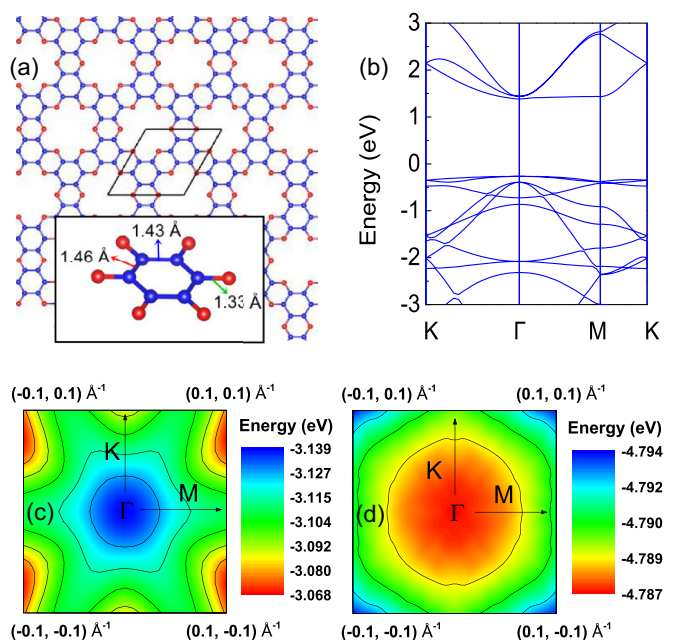 (a)
1.43 Å
1.46 Å
1.33 Å
(b)
Energy (eV)
3
2
1
0
-1
-2
-3
K
Γ
M
K
(-0.1, 0.1) Å⁻¹
(0.1, 0.1) Å⁻¹
Energy (eV)
-3.139
-3.127
-3.115
-3.104
-3.092
-3.080
-3.068
K
M
(c)
Γ
(-0.1, -0.1) Å⁻¹
(0.1, -0.1) Å⁻¹
(-0.1, 0.1) Å⁻¹
(0.1, 0.1) Å⁻¹
Energy (eV)
-4.794
-4.792
-4.790
-4.789
-4.787
K
M
(d)
Γ
(-0.1, -0.1) Å⁻¹
(0.1, -0.1) Å⁻¹